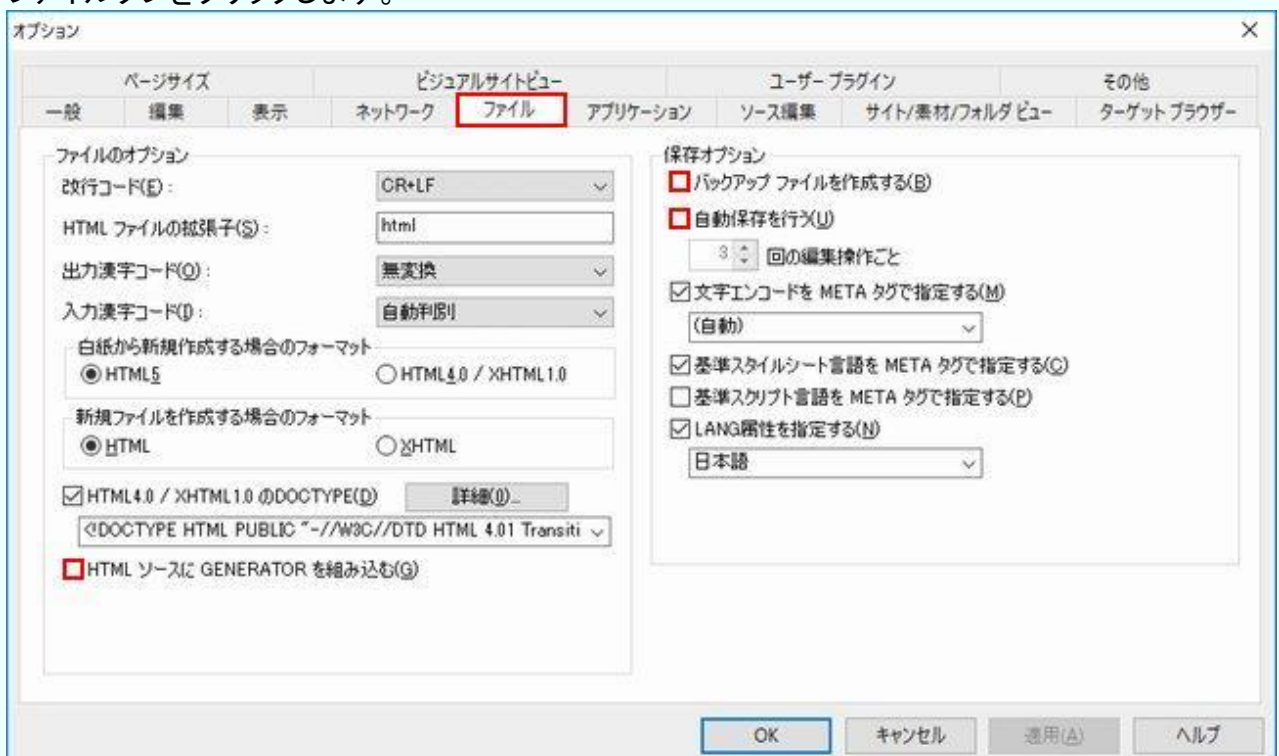 ファイルタブをクリックします。
オプション
ページサイズ ビジュアルサイトビュー ユーザー プラグイン その他
一般 編集 表示 ネットワーク ファイル アプリケーション ソース編集 サイト/素材/フォルダ ビュー ターゲット ブラウザー
ファイルのオプション
改行コード(E) : CR+LF
HTML ファイルの拡張子(S) : html
出力漢字コード(O) : 無変換
入力漢字コード(I) : 自動判別
白紙から新規作成する場合のフォーマット
HTML5 HTML4.0 / XHTML1.0
新規ファイルを作成する場合のフォーマット
HTML XHTML
HTML4.0 / XHTML1.0 のDOCTYPE(D) 詳細(0)...
<!DOCTYPE HTML PUBLIC "-//W3C//DTD HTML 4.01 Transiti
HTML ソースに GENERATOR を組み込む(G)
保存オプション
バックアップ ファイルを作成する(B)
自動保存を行う(U)
3 回の編集操作ごと
文字エンコードを META タグで指定する(M)
(自動)
基準スタイルシート言語を META タグで指定する(C)
基準スクリプト言語を META タグで指定する(P)
LANG属性を指定する(N)
日本語
OK キャンセル 適用(A) ヘルプ